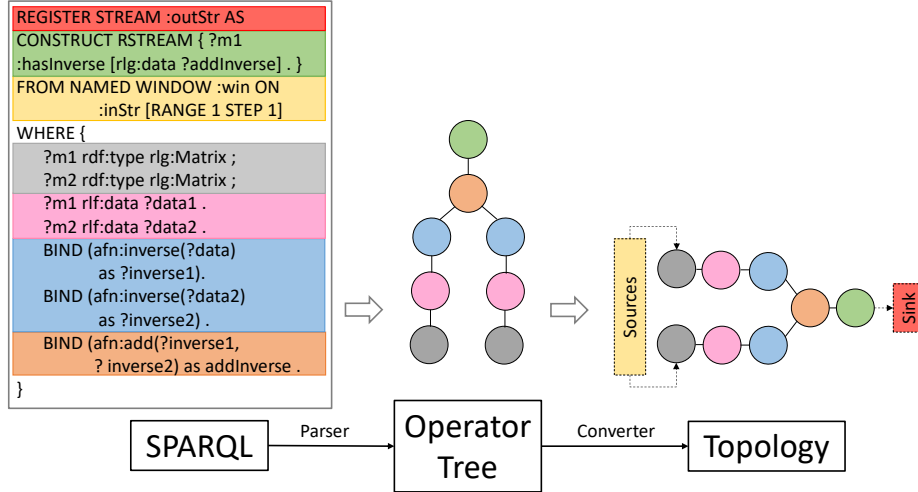 REGISTER STREAM :outStr AS
CONSTRUCT RSTREAM { ?m1
:hasInverse [rlg:data ?addInverse] . }
FROM NAMED WINDOW :win ON
:inStr [RANGE 1 STEP 1]
WHERE {
?m1 rdf:type rlg:Matrix ;
?m2 rdf:type rlg:Matrix ;
?m1 rlf:data ?data1 .
?m2 rlf:data ?data2 .
BIND (afn:inverse(?data)
as ?inverse1).
BIND (afn:inverse(?data2)
as ?inverse2) .
BIND (afn:add(?inverse1,
? inverse2) as addInverse .
}
Sources
Sink
SPARQL
Parser
Operator
Tree
Converter
Topology